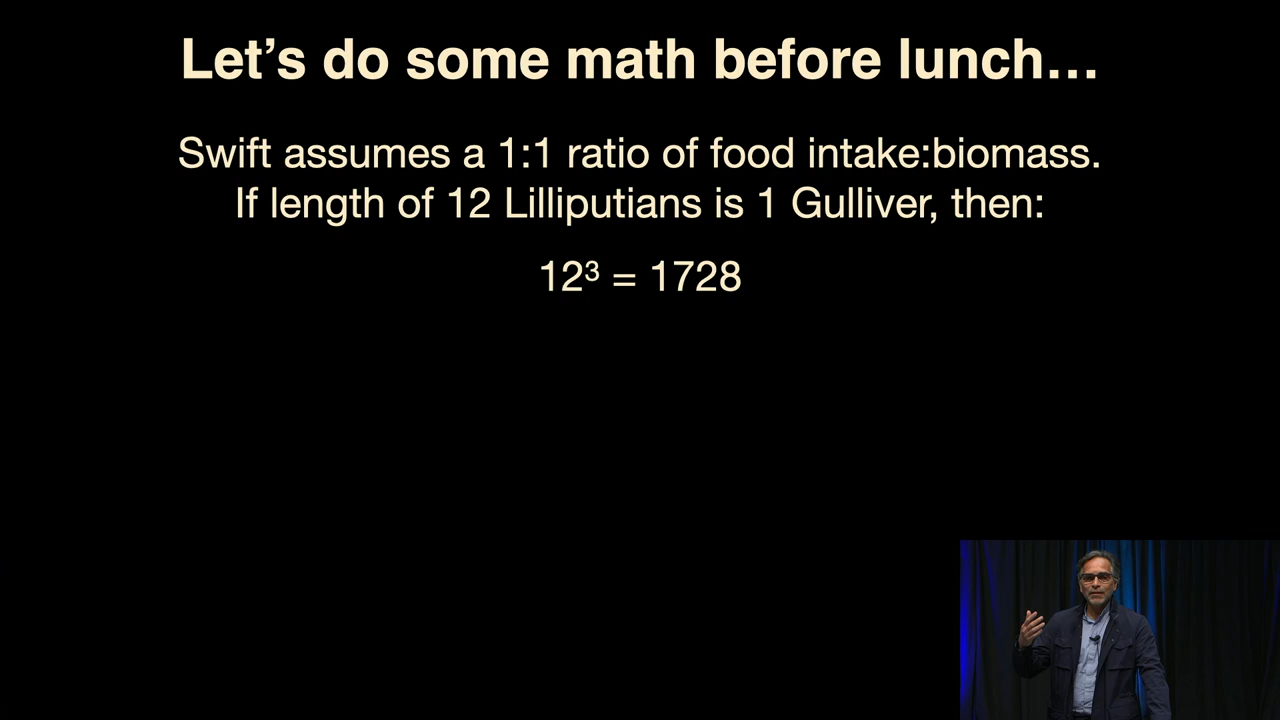 Let’s do some math before lunch…
Swift assumes a 1:1 ratio of food intake:biomass.
If length of 12 Lilliputians is 1 Gulliver, then:
12³ = 1728